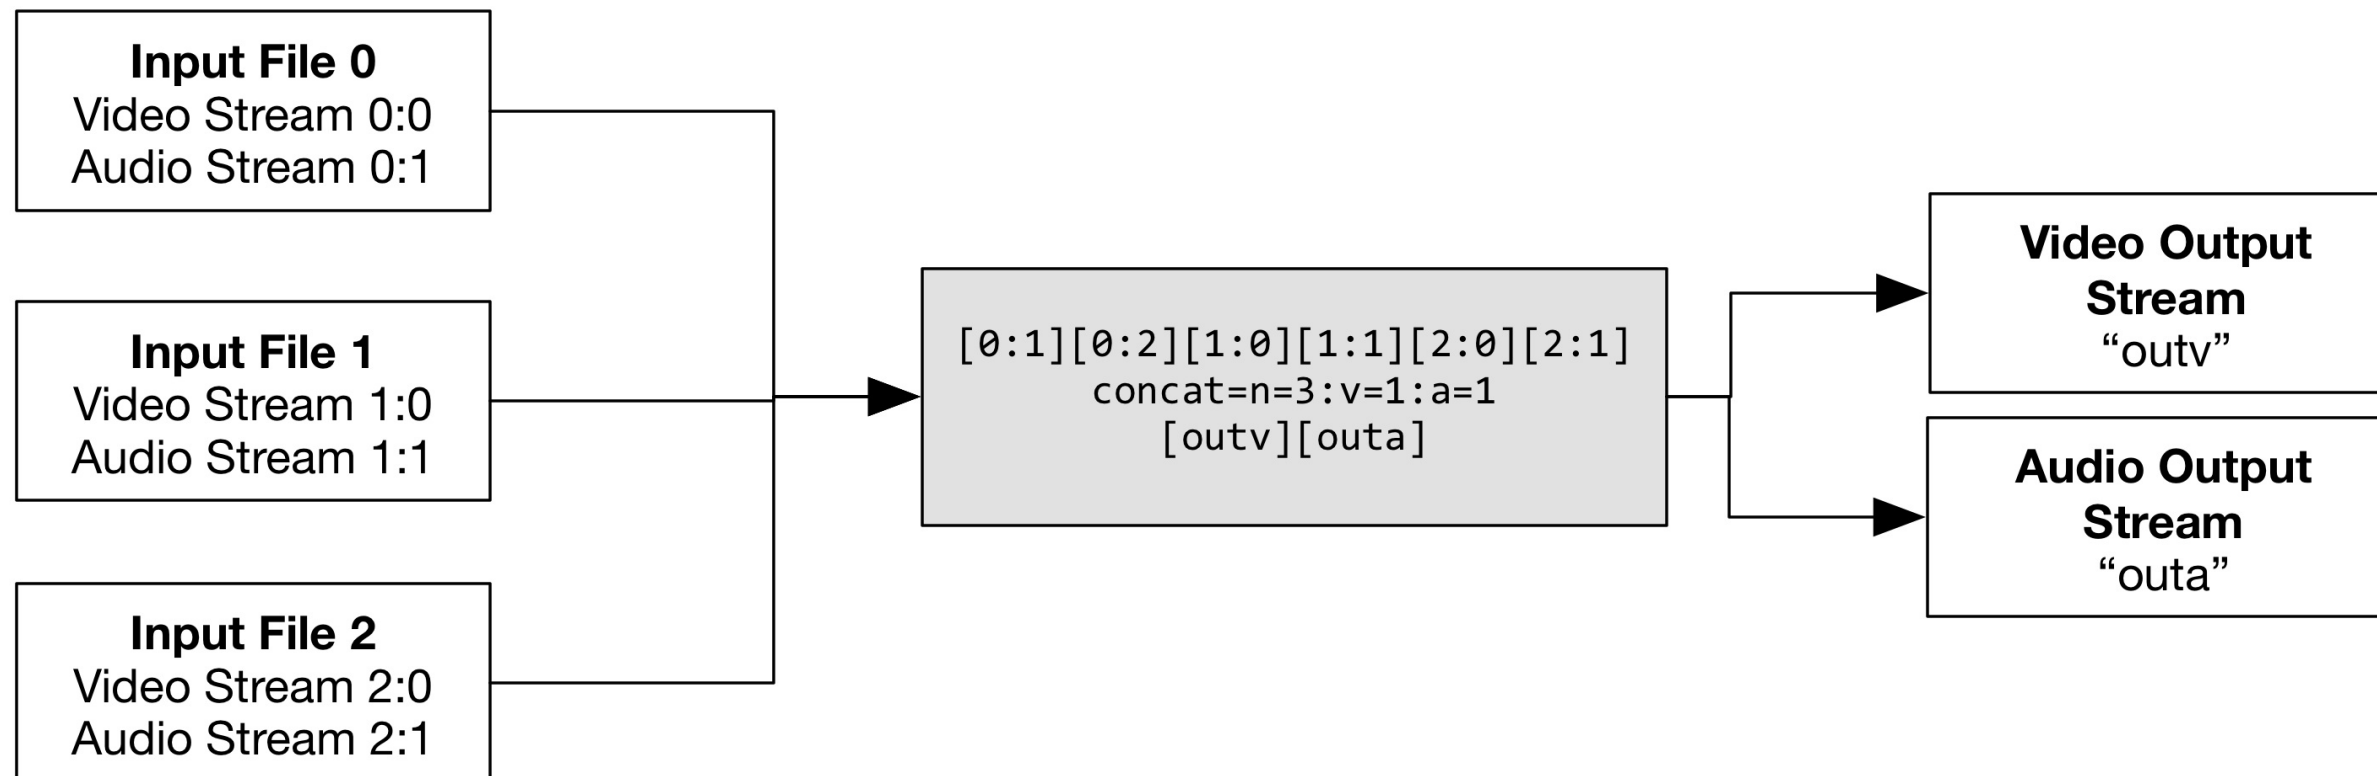 Input File 0
Video Stream 0:0
Audio Stream 0:1
Input File 1
Video Stream 1:0
Audio Stream 1:1
Input File 2
Video Stream 2:0
Audio Stream 2:1
[0:1][0:2][1:0][1:1][2:0][2:1]
concat=n=3:v=1:a=1
[outv][outa]
Video Output
Stream
“outv”
Audio Output
Stream
“outa”